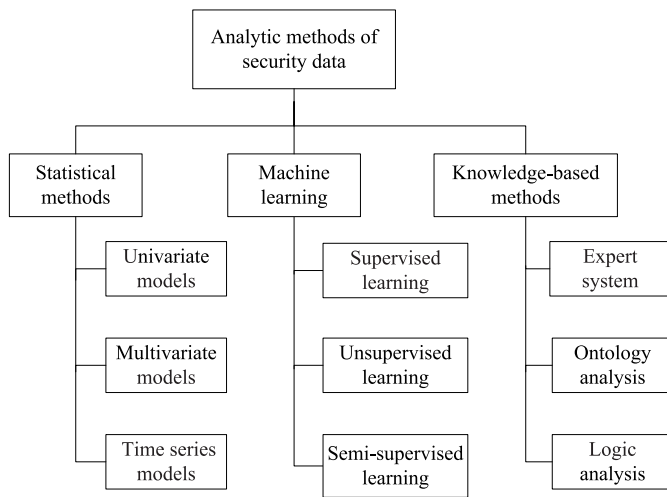 Analytic methods of
security data
Statistical
methods
Machine
learning
Knowledge-based
methods
Univariate
models
Supervised
learning
Expert
system
Multivariate
models
Unsupervised
learning
Ontology
analysis
Time series
models
Semi-supervised
learning
Logic
analysis